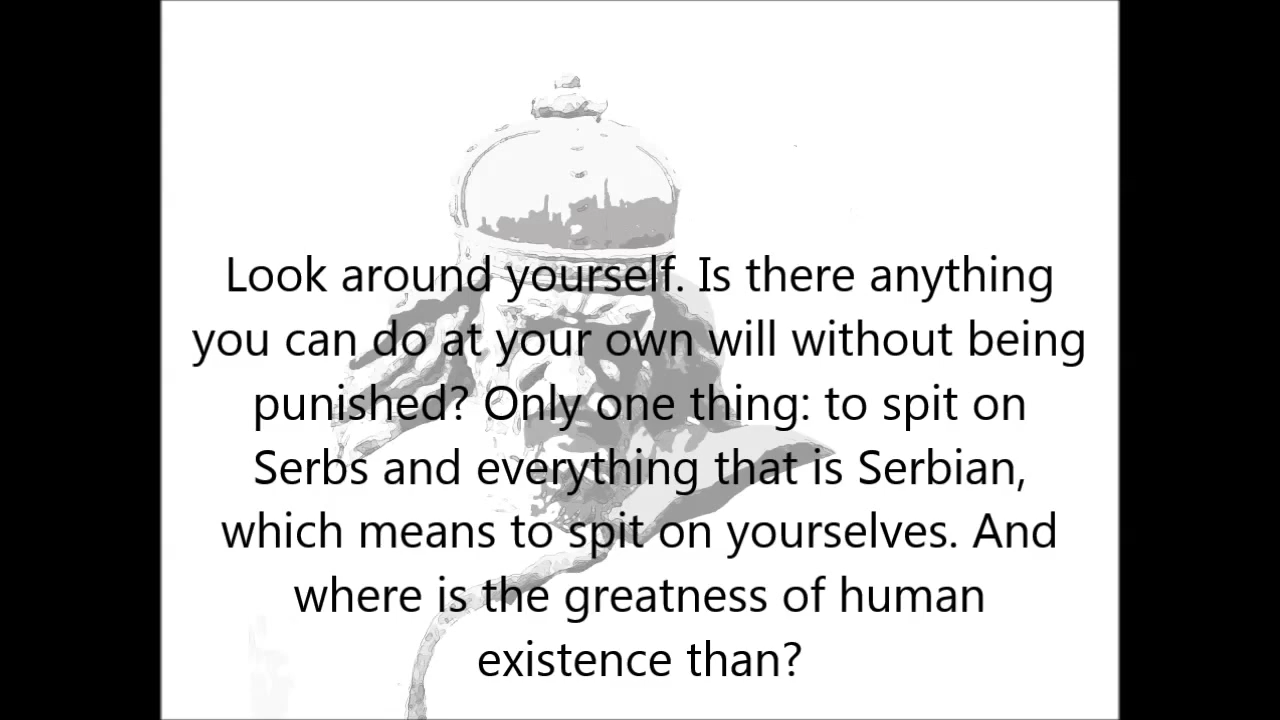 Look around yourself. Is there anything
you can do at your own will without being
punished? Only one thing: to spit on
Serbs and everything that is Serbian,
which means to spit on yourselves. And
where is the greatness of human
existence than?